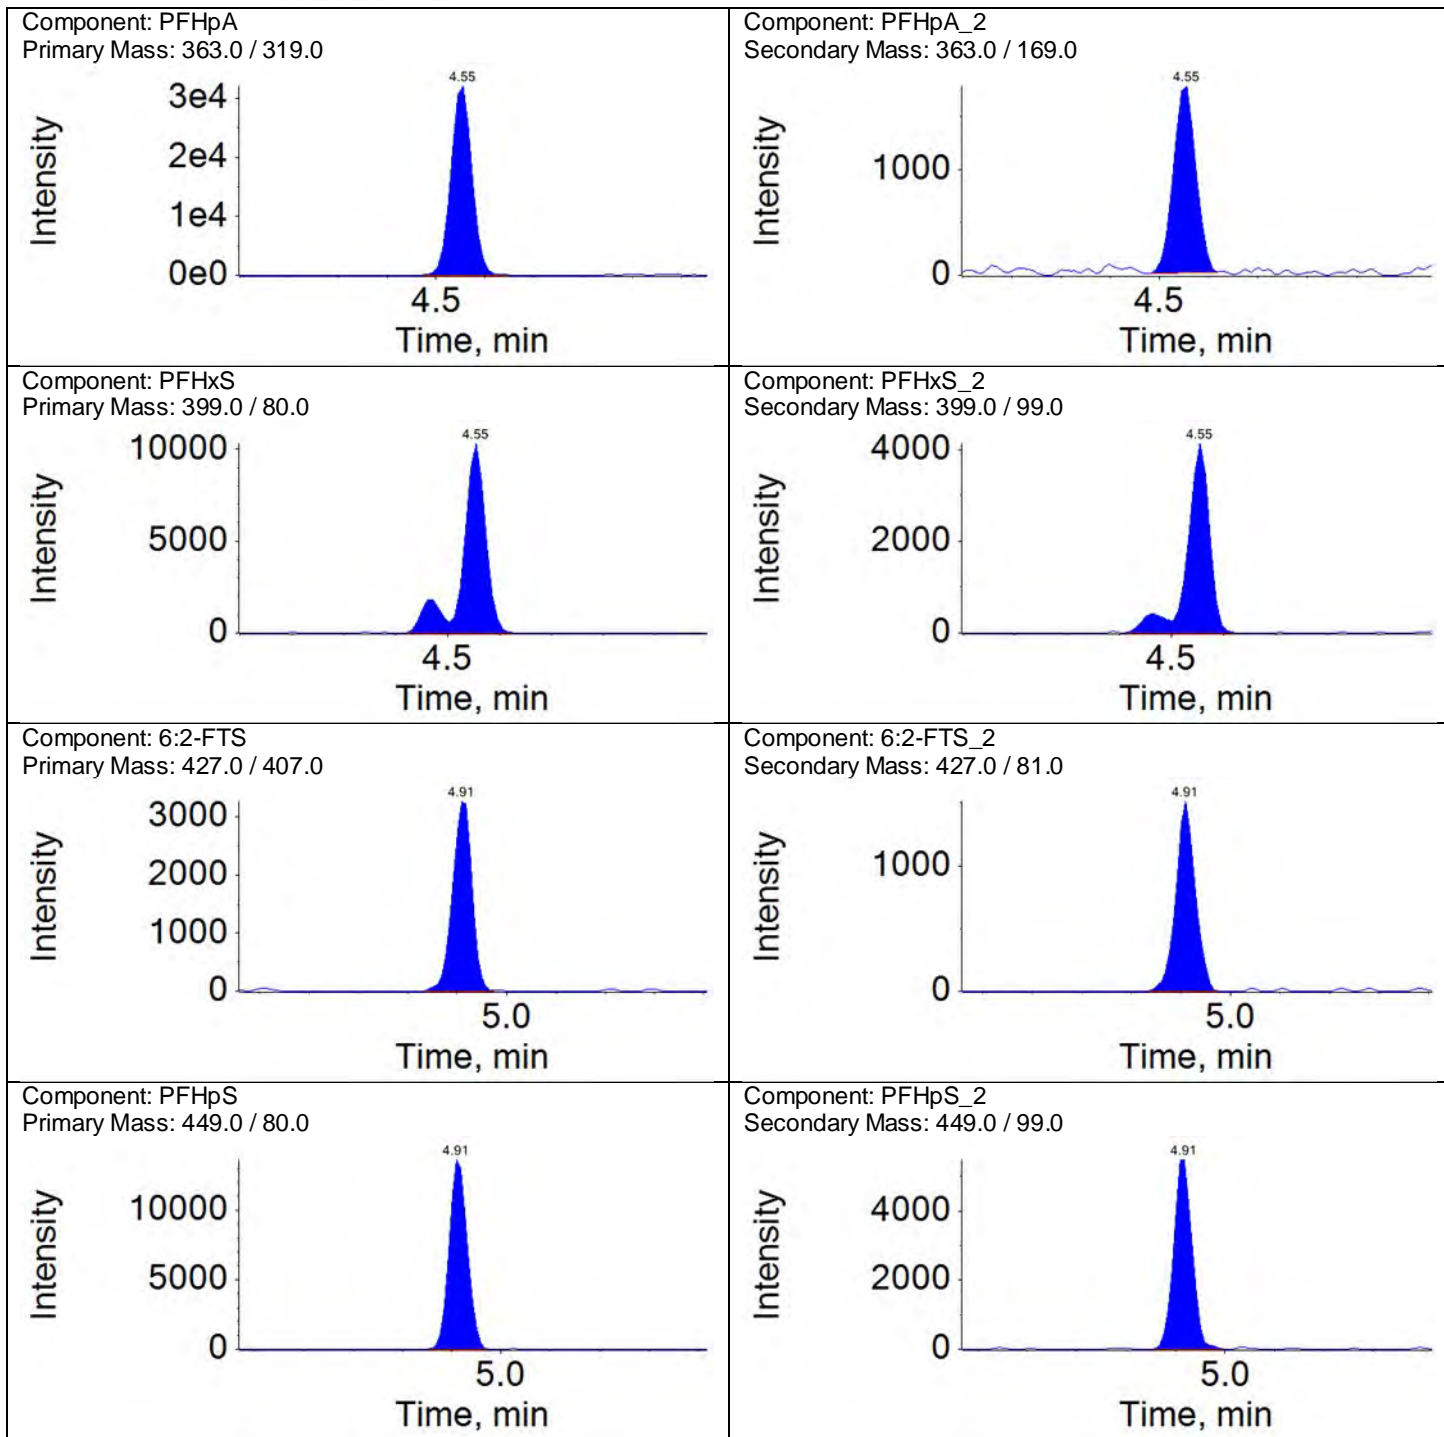 Component: PFHpA
Primary Mass: 363.0 / 319.0
4.55
3e4
2e4
1e4
0e0
Intensity
4.5
Time, min
Component: PFHpA_2
Secondary Mass: 363.0 / 169.0
4.55
1000
0
Intensity
4.5
Time, min
Component: PFHxS
Primary Mass: 399.0 / 80.0
4.55
10000
5000
0
Intensity
4.5
Time, min
Component: PFHxS_2
Secondary Mass: 399.0 / 99.0
4.55
4000
2000
0
Intensity
4.5
Time, min
Component: 6:2-FTS
Primary Mass: 427.0 / 407.0
4.91
3000
2000
1000
0
Intensity
5.0
Time, min
Component: 6:2-FTS_2
Secondary Mass: 427.0 / 81.0
4.91
1000
0
Intensity
5.0
Time, min
Component: PFHpS
Primary Mass: 449.0 / 80.0
4.91
10000
5000
0
Intensity
5.0
Time, min
Component: PFHpS_2
Secondary Mass: 449.0 / 99.0
4.91
4000
2000
0
Intensity
5.0
Time, min